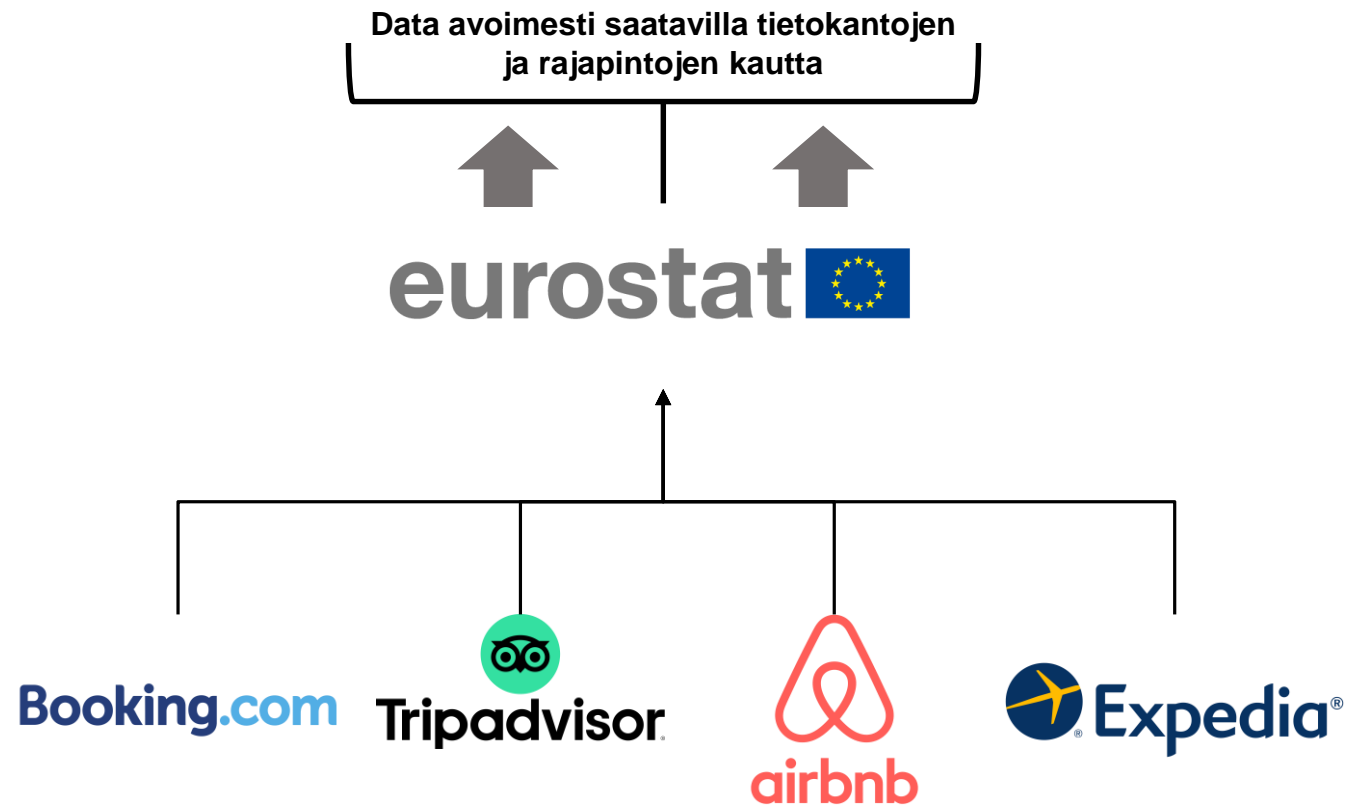 Data avoimesti saatavilla tietokantojen
ja rajapintojen kautta
eurostat
Booking.com
Tripadvisor®
airbnb
Expedia®